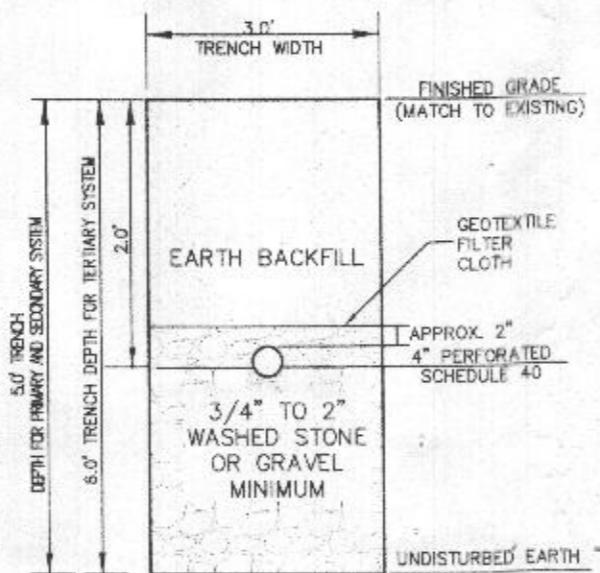 3.0'
TRENCH WIDTH
FINISHED GRADE
(MATCH TO EXISTING)
5.0' TRENCH
DEPTH FOR PRIMARY AND SECONDARY SYSTEM
6.0' TRENCH DEPTH FOR TERTIARY SYSTEM
2.0'
EARTH BACKFILL
GEOTEXTILE
FILTER
CLOTH
APPROX. 2"
4" PERFORATED
SCHEDULE 40
3/4" TO 2"
WASHED STONE
OR GRAVEL
MINIMUM
UNDISTURBED EARTH